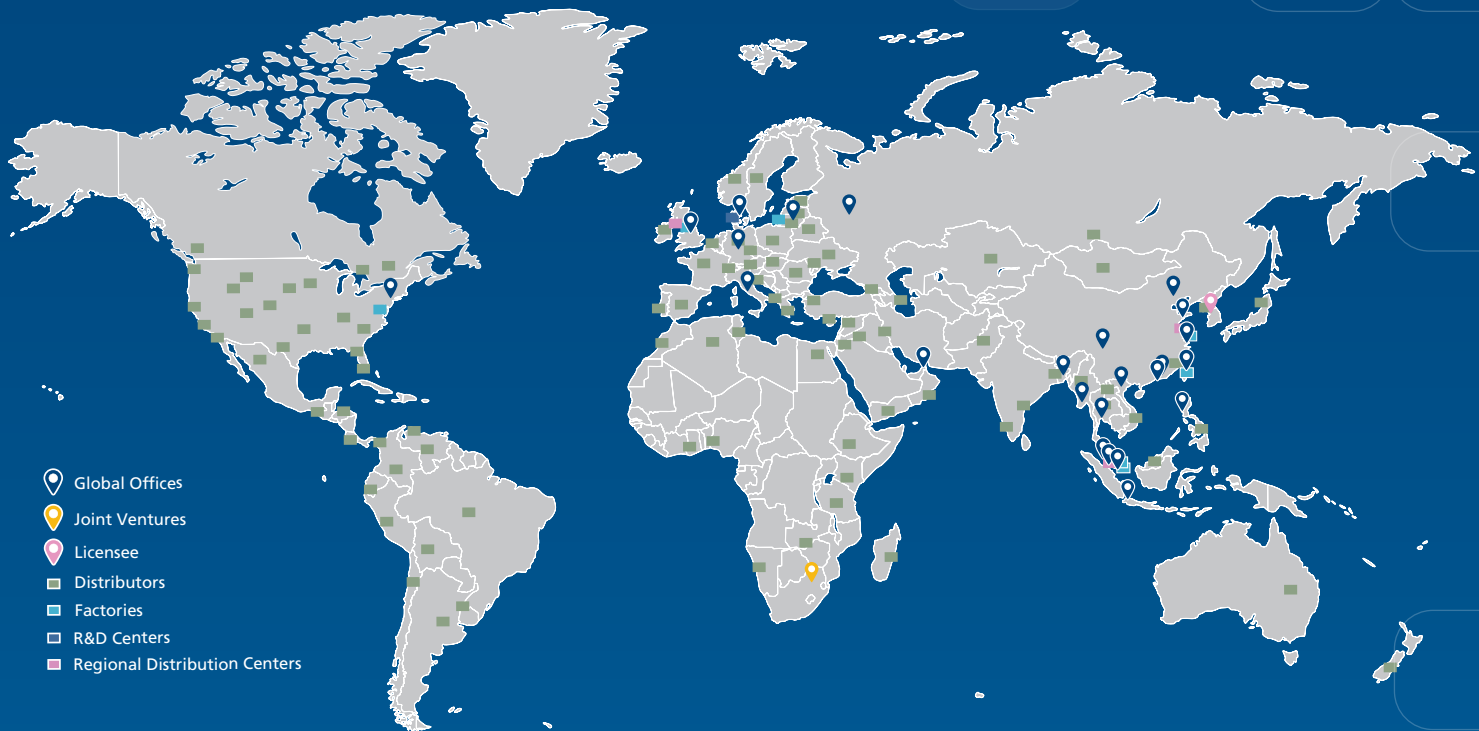 Global Offices
Joint Ventures
Licensee
Distributors
Factories
R&D Centers
Regional Distribution Centers